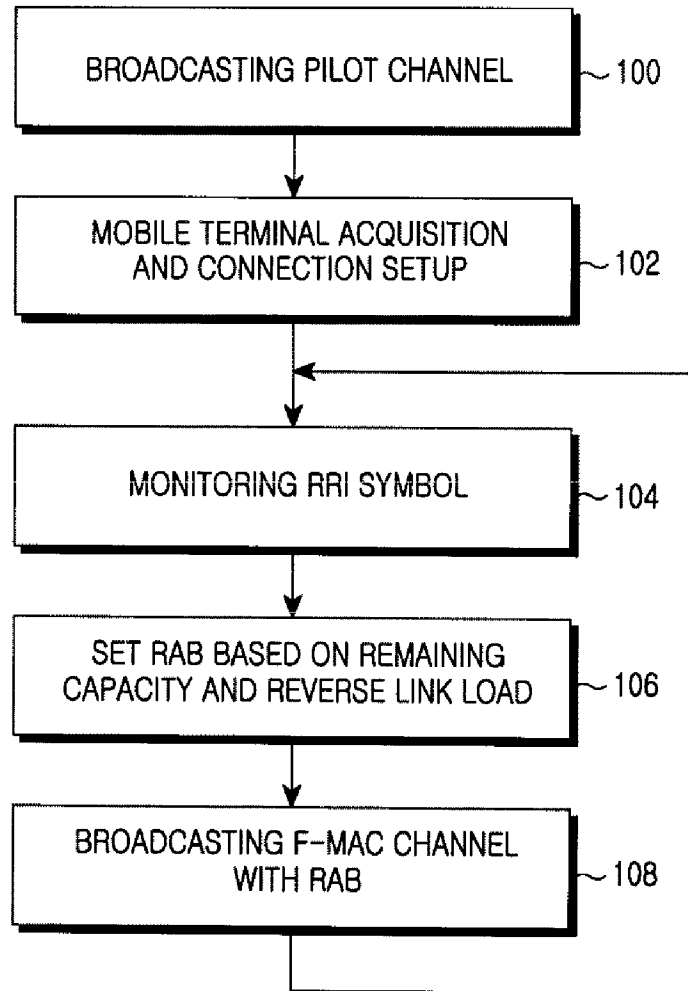 BROADCASTING PILOT CHANNEL
100
MOBILE TERMINAL ACQUISITION
AND CONNECTION SETUP
102
MONITORING RRI SYMBOL
104
SET RAB BASED ON REMAINING
CAPACITY AND REVERSE LINK LOAD
106
BROADCASTING F-MAC CHANNEL
WITH RAB
108